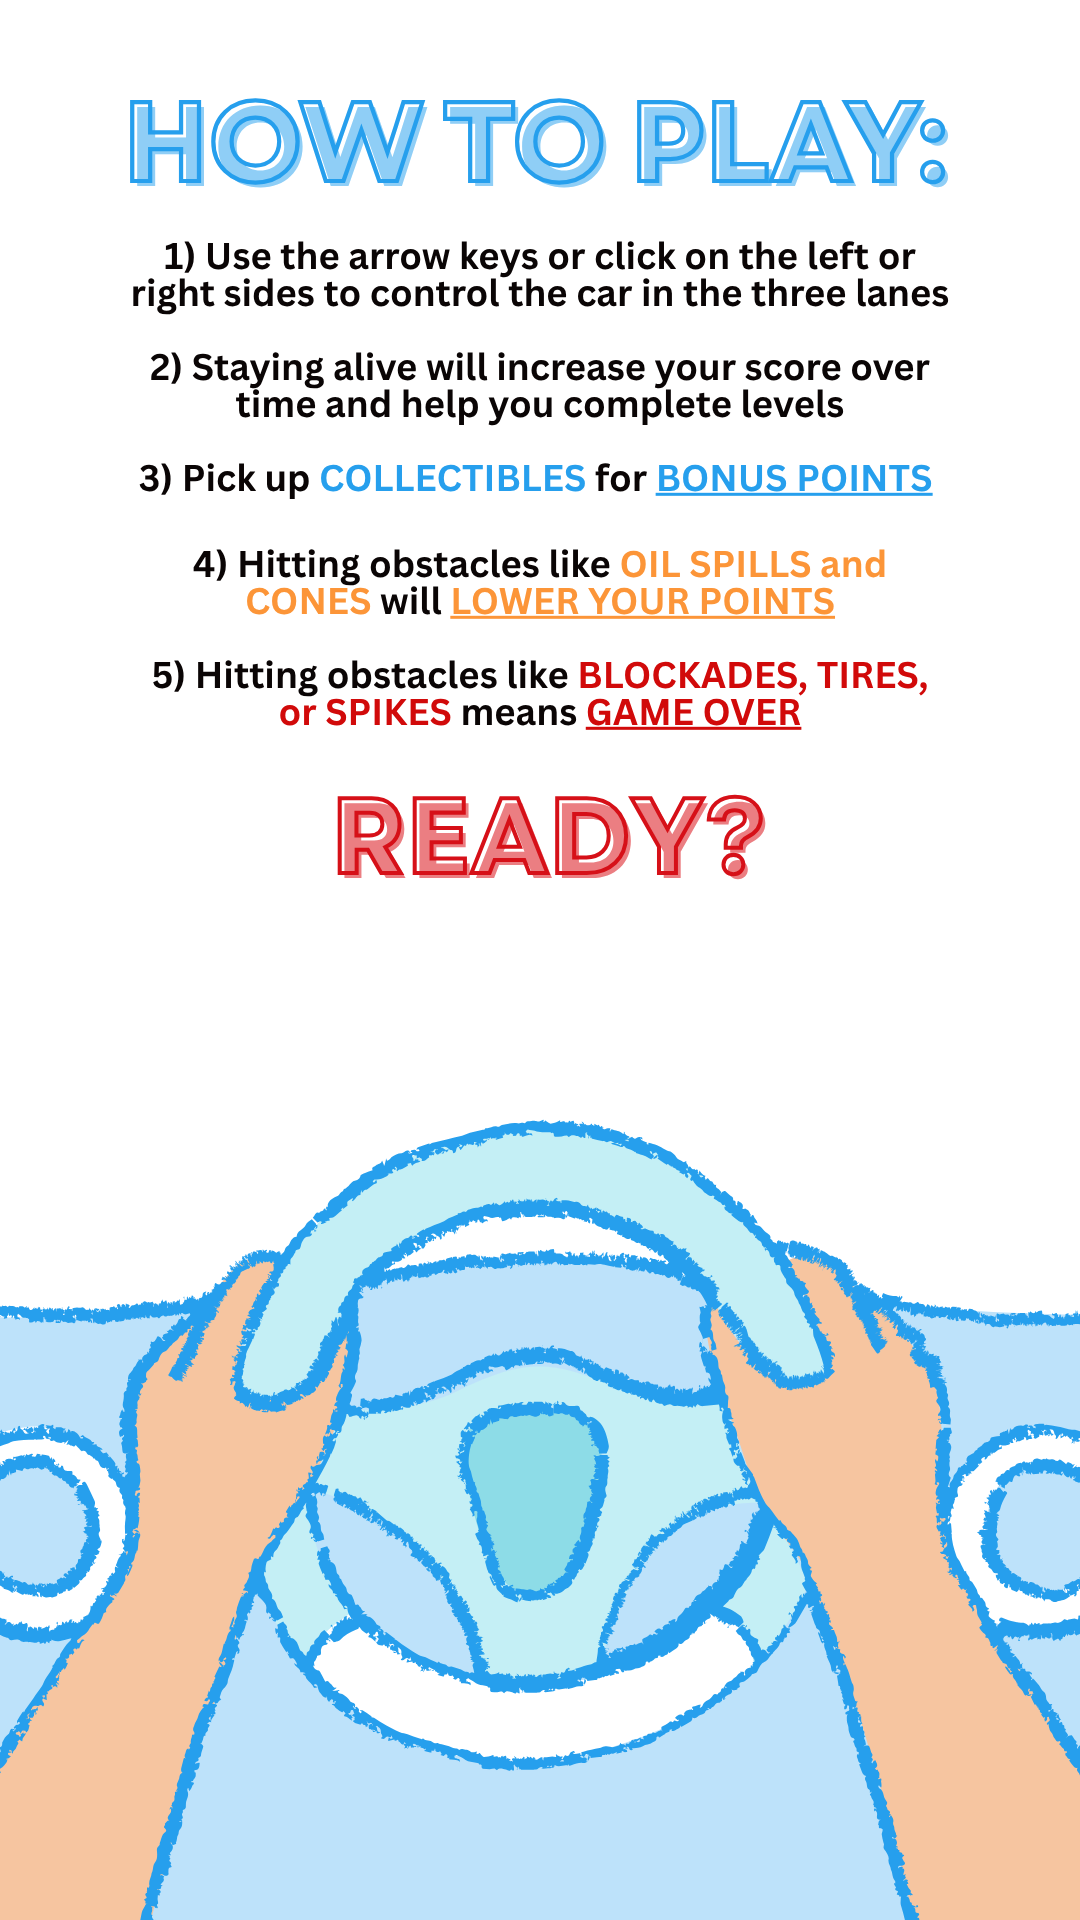 HOW TO PLAY:
1) Use the arrow keys or click on the left or
right sides to control the car in the three lanes
2) Staying alive will increase your score over
time and help you complete levels
3) Pick up COLLECTIBLES for BONUS POINTS
4) Hitting obstacles like OIL SPILLS and
CONES will LOWER YOUR POINTS
5) Hitting obstacles like BLOCKADES, TIRES,
or SPIKES means GAME OVER
READY?